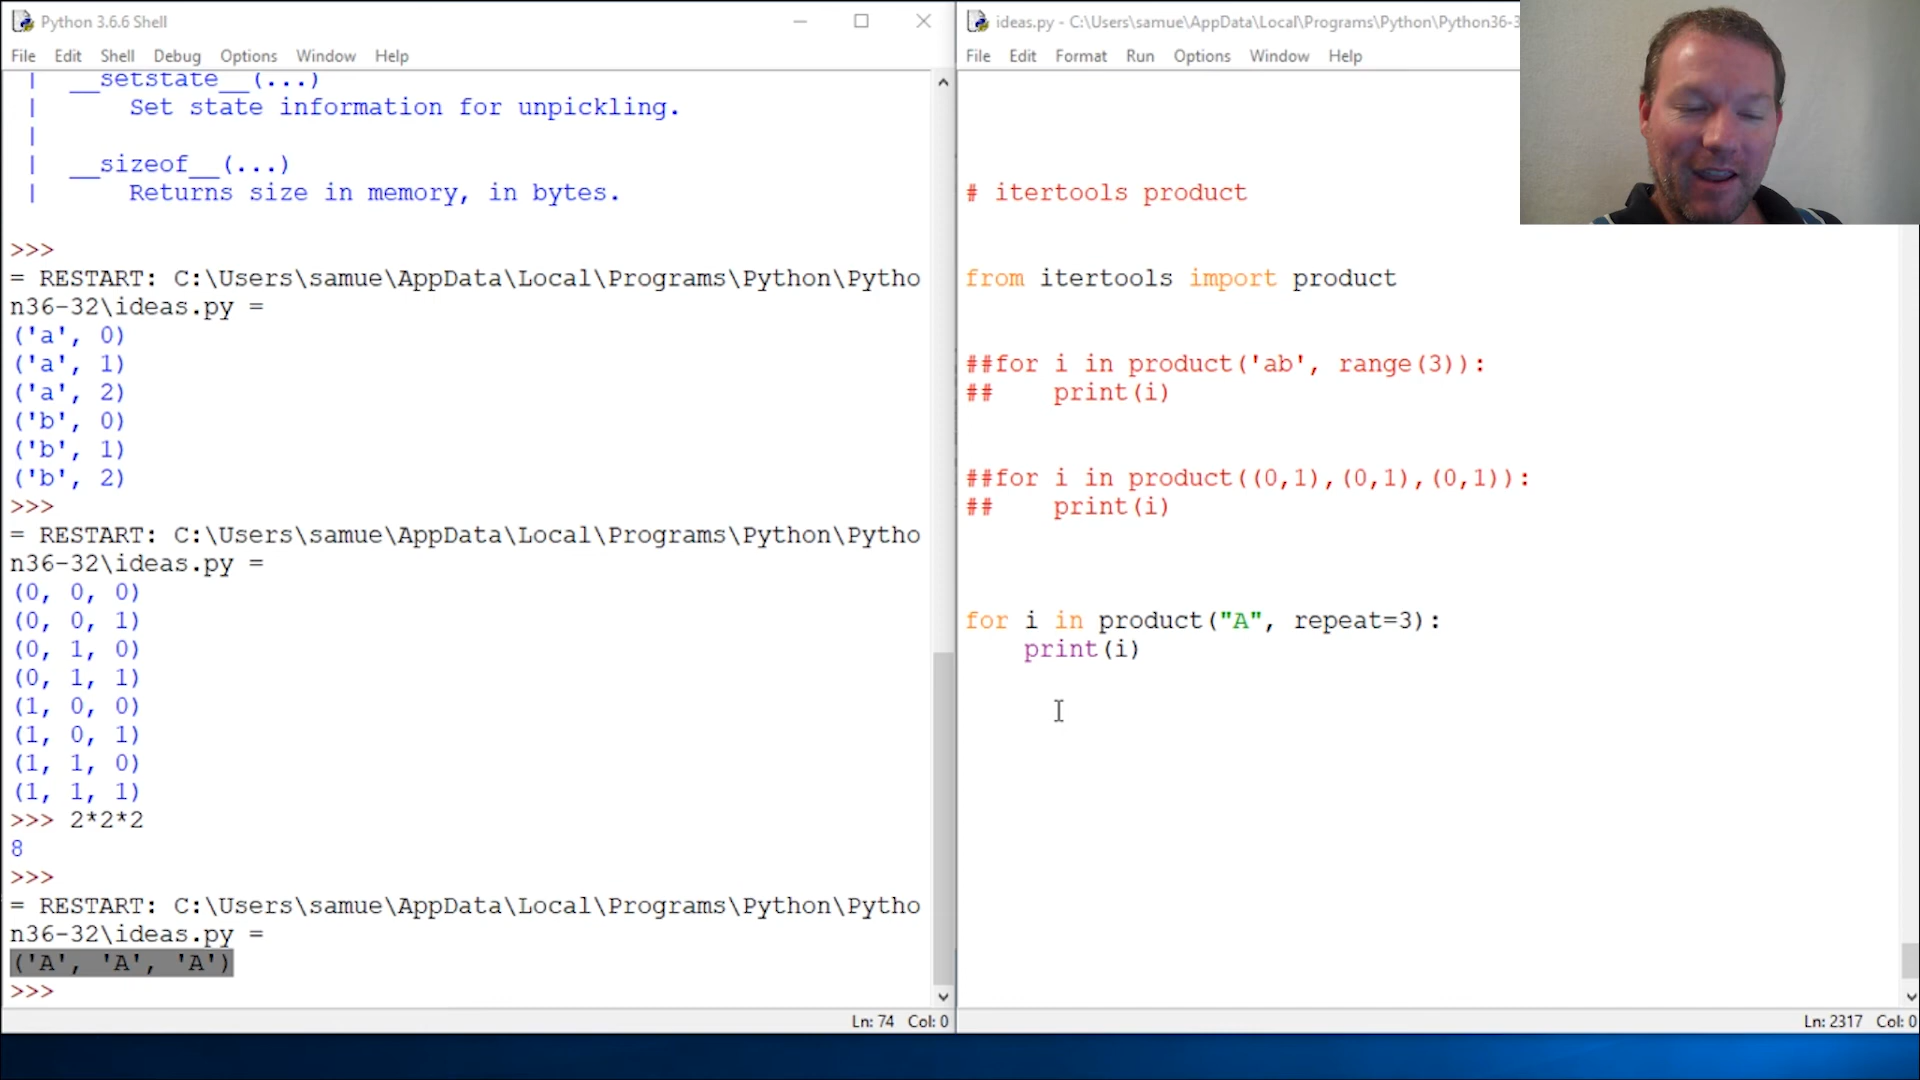 Python 3.6.6 Shell
File Edit Shell Debug Options Window Help
| __setstate__(...)
| Set state information for unpickling.
|
| __sizeof__(...)
| Returns size in memory, in bytes.
>>>
= RESTART: C:\Users\samue\AppData\Local\Programs\Python\Pytho
n36-32\ideas.py =
('a', 0)
('a', 1)
('a', 2)
('b', 0)
('b', 1)
('b', 2)
>>>
= RESTART: C:\Users\samue\AppData\Local\Programs\Python\Pytho
n36-32\ideas.py =
(0, 0, 0)
(0, 0, 1)
(0, 1, 0)
(0, 1, 1)
(1, 0, 0)
(1, 0, 1)
(1, 1, 0)
(1, 1, 1)
>>> 2*2*2
8
>>>
= RESTART: C:\Users\samue\AppData\Local\Programs\Python\Pytho
n36-32\ideas.py =
('A', 'A', 'A')
>>>
Ln: 74 Col: 0
ideas.py - C:\Users\samue\AppData\Local\Programs\Python\Python36-3
File Edit Format Run Options Window Help
# itertools product
from itertools import product
##for i in product('ab', range(3)):
## print(i)
##for i in product((0,1),(0,1),(0,1)):
## print(i)
for i in product("A", repeat=3):
print(i)
Ln: 2317 Col: 0